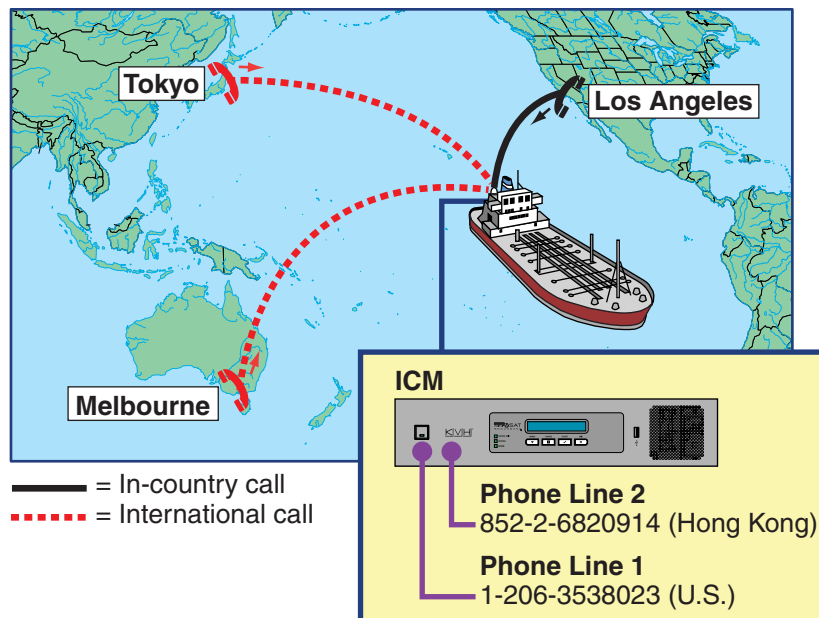 Tokyo
Los Angeles
Melbourne
ICM
KVH
Phone Line 2
852-2-6820914 (Hong Kong)
Phone Line 1
1-206-3538023 (U.S.)
= In-country call
= International call